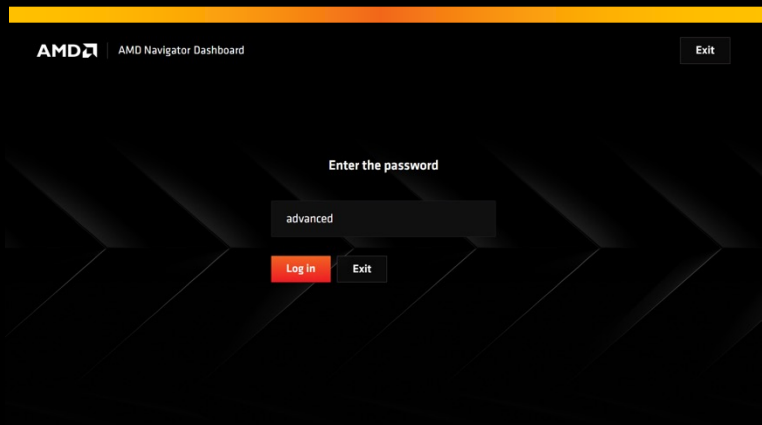 AMD
AMD Navigator Dashboard
Exit
Enter the password
advanced
Log in
Exit